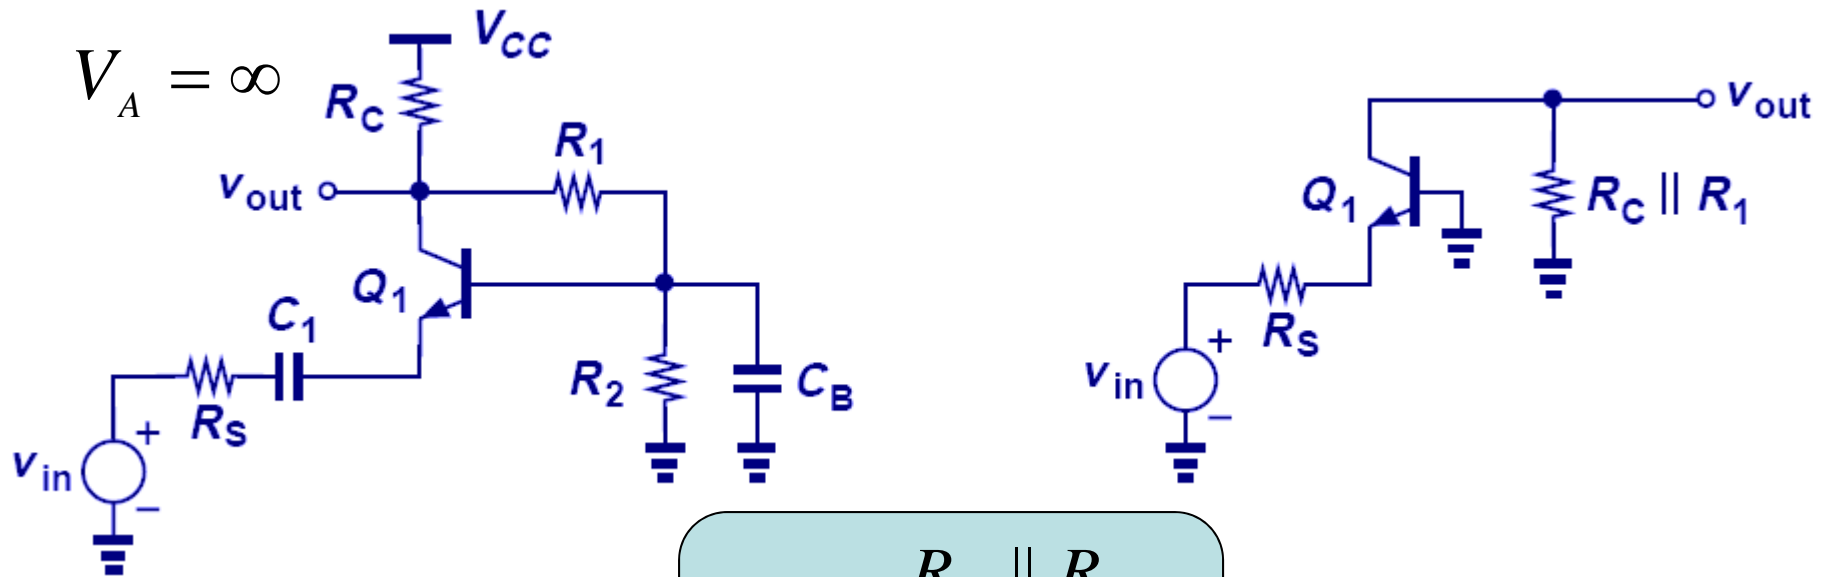 V_A = ∞
V_CC
R_C
R_1
v_out
Q_1
C_1
R_S
R_2
C_B
v_in
+
−
v_out
Q_1
R_C || R_1
R_S
v_in
+
−
R || R